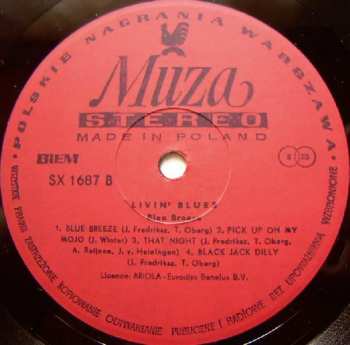 • POLSKIE NAGRANIA WARSZAWA •
Muza
STEREO
MADE IN POLAND
BIEM
SX 1687 B
LIVIN' BLUES
Blue Breeze
1. BLUE BREEZE (J. Fredriksz, T. Oberg) 2. PICK UP ON MY
MOJO (J. Winter) 3. THAT NIGHT (J. Fredriksz, T. Oberg,
A. Reijnen, J. v. Heiningen) 4. BLACK JACK DILLY
(J. Fredriksz, T. Oberg)
Licence: ARIOLA-Eurodisc Benelux B.V.
WSZELKIE PRAWA ZASTRZEŻONE KOPIOWANIE ODTWARZANIE PUBLICZNE I RADIOWE BEZ UPOWAŻNIENIA WZBRONIONE